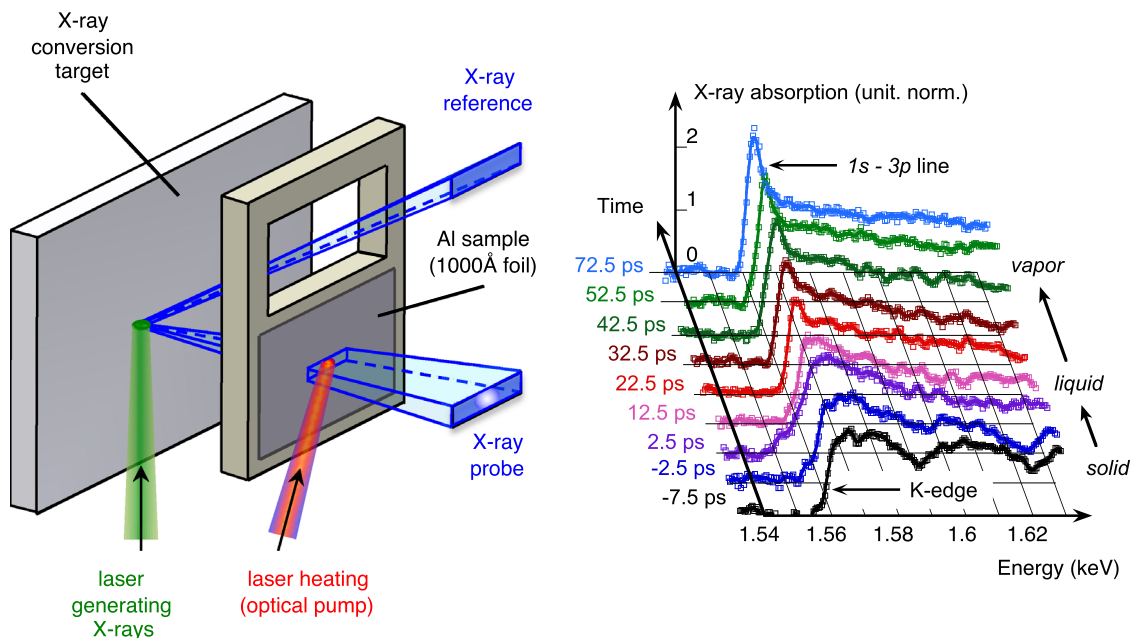 X-ray
conversion
target
X-ray
reference
Al sample
(1000Å foil)
X-ray
probe
laser
generating
X-rays
laser heating
(optical pump)
X-ray absorption (unit. norm.)
2
1s - 3p line
1
Time
0
72.5 ps
vapor
52.5 ps
42.5 ps
32.5 ps
22.5 ps
liquid
12.5 ps
2.5 ps
-2.5 ps
solid
-7.5 ps
K-edge
1.54 1.56 1.58 1.6 1.62
Energy (keV)